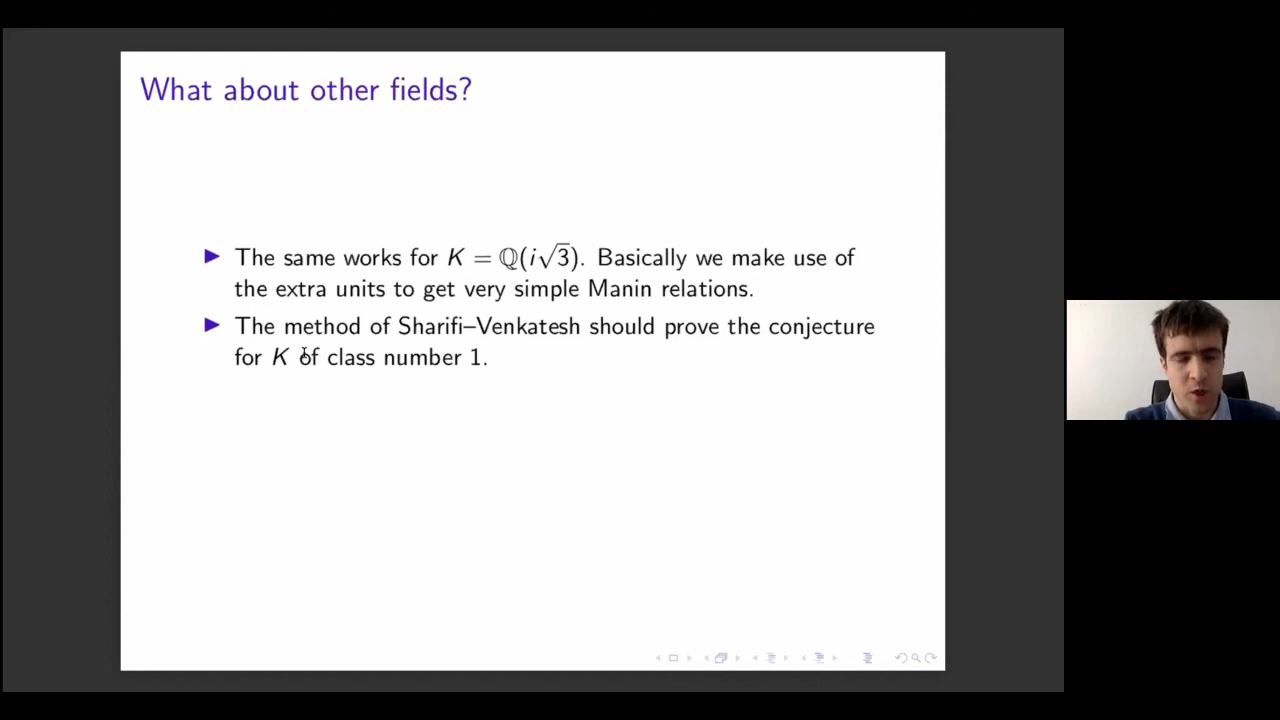 What about other fields?
▶ The same works for K = ℚ(i√3). Basically we make use of
the extra units to get very simple Manin relations.
▶ The method of Sharifi–Venkatesh should prove the conjecture
for K of class number 1.